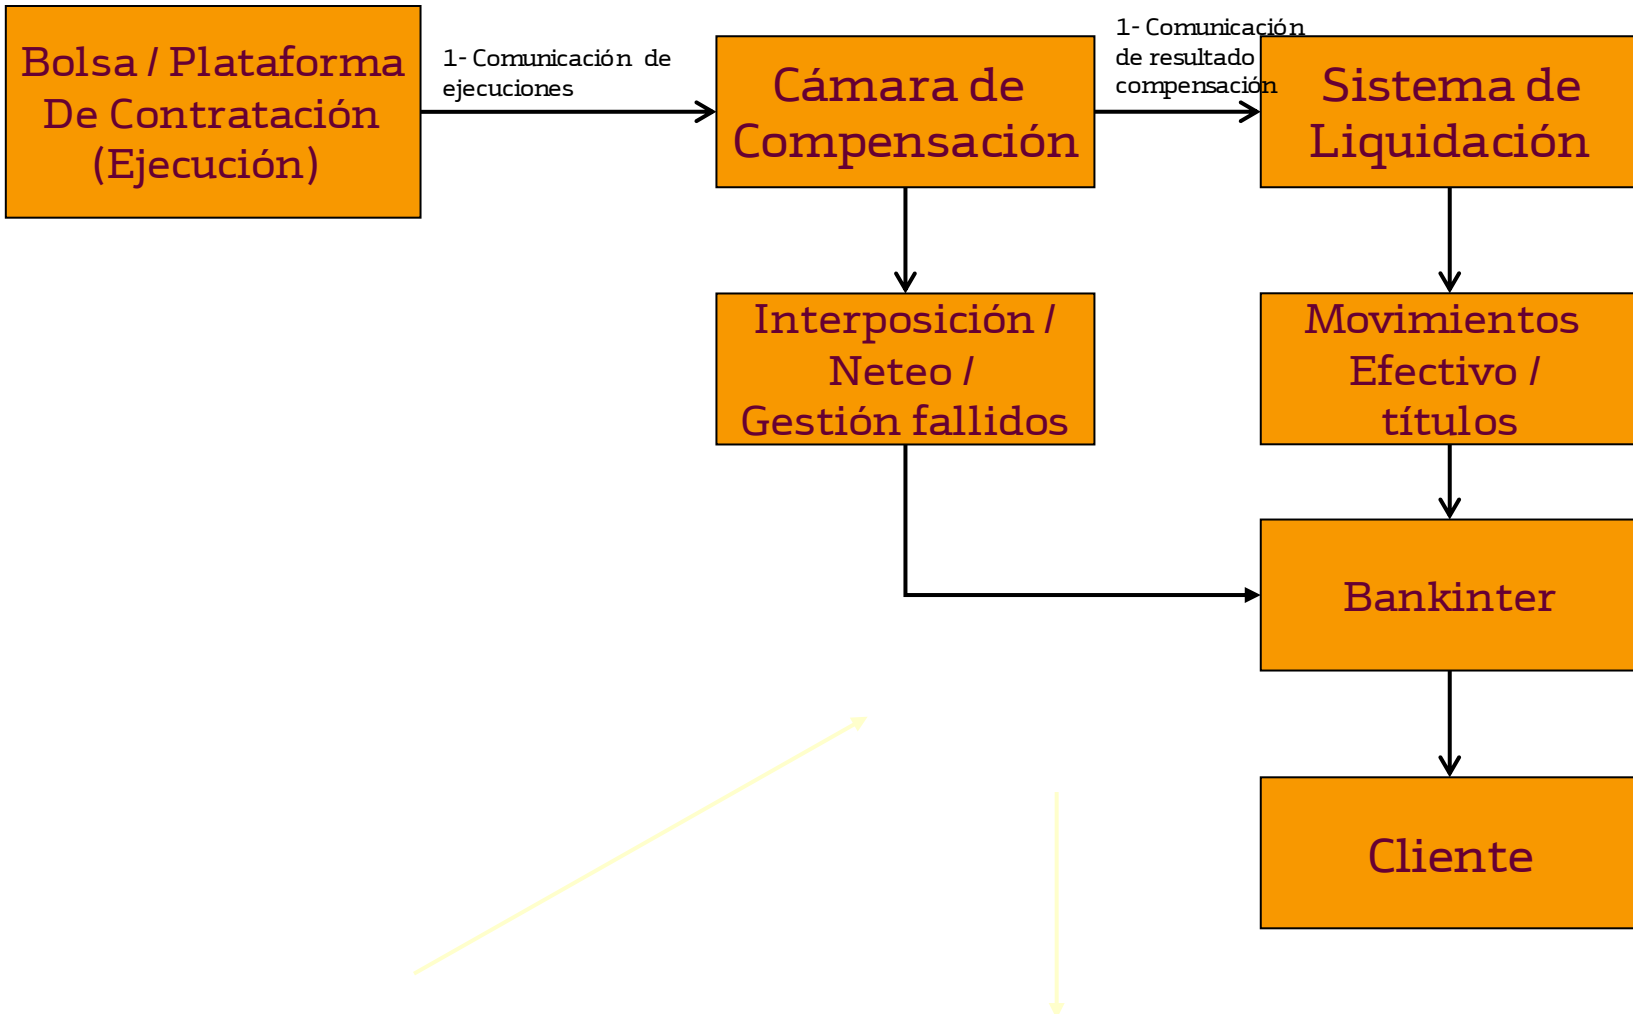 Bolsa / Plataforma
De Contratación
(Ejecución)
1- Comunicación de
ejecuciones
Cámara de
Compensación
1- Comunicación
de resultado
compensación
Sistema de
Liquidación
Interposición /
Neteo /
Gestión fallidos
Movimientos
Efectivo /
títulos
Bankinter
Cliente